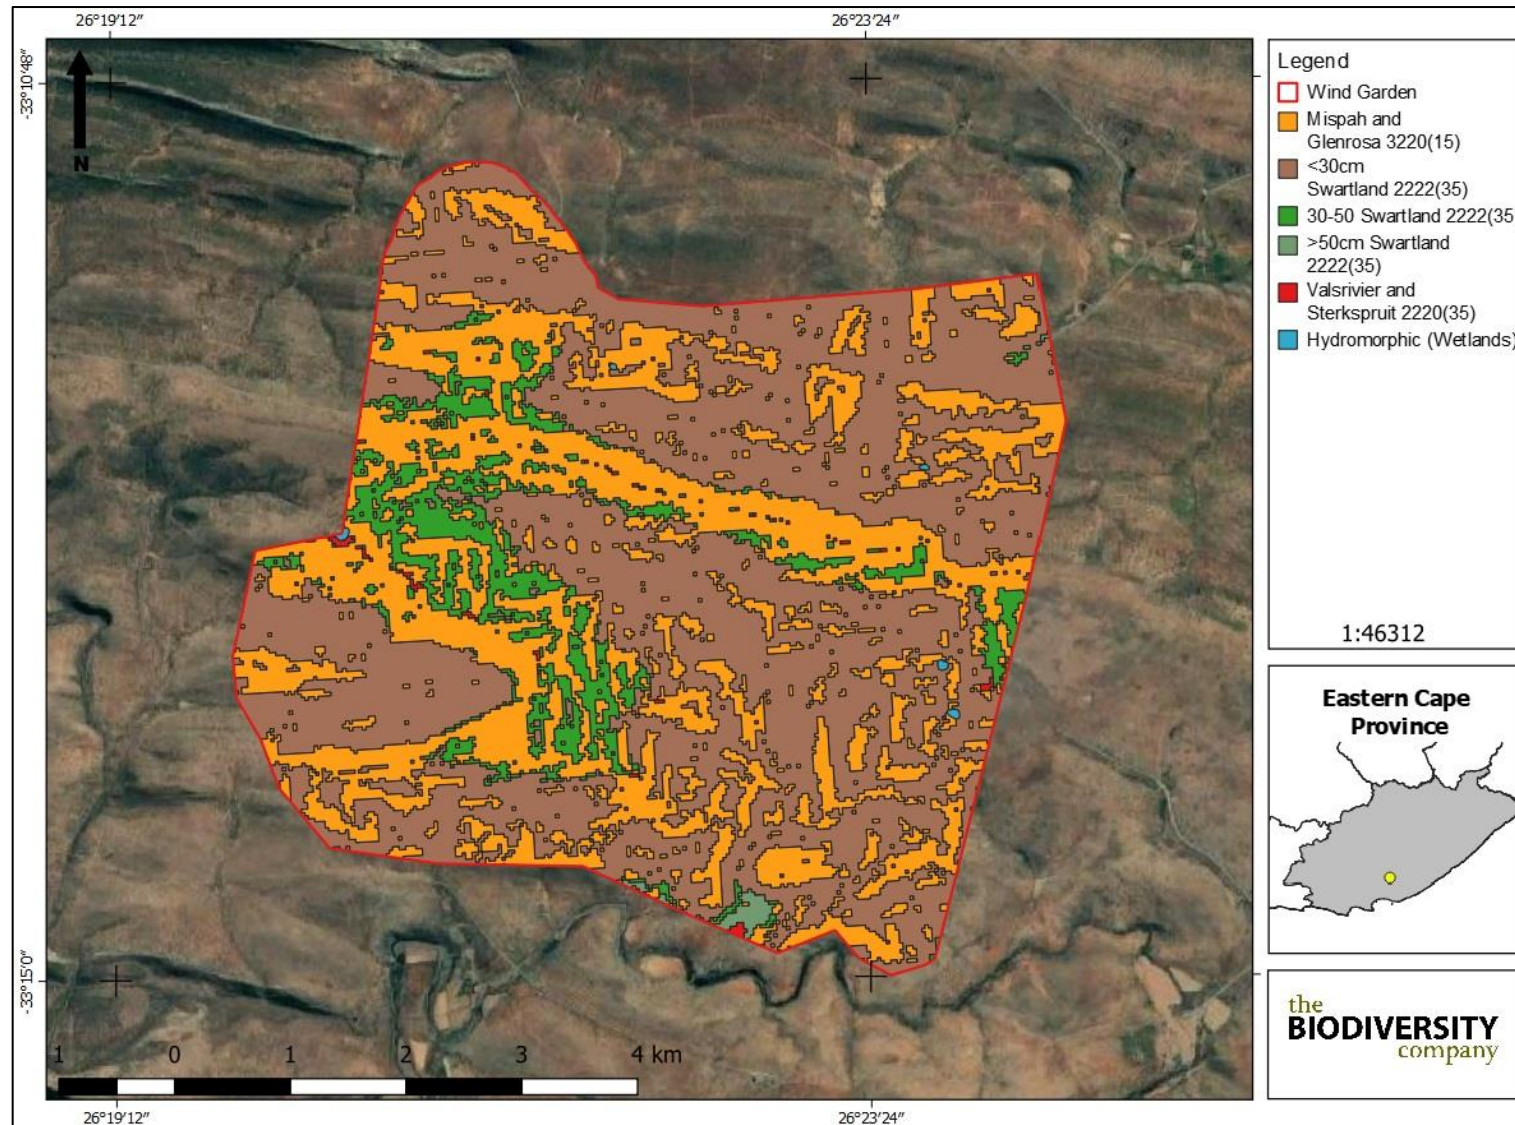 26°19'12"
26°23'24"
-33°10'48"
N
-33°15'0"
1 0 1 2 3 4 km
26°19'12"
26°23'24"
Legend
Wind Garden
Mispah and
Glenrosa 3220(15)
<30cm
Swartland 2222(35)
30-50 Swartland 2222(35
>50cm Swartland
2222(35)
Valsrivier and
Sterkspruit 2220(35)
Hydromorphic (Wetlands)
1:46312
Eastern Cape
Province
the
BIODIVERSITY
company